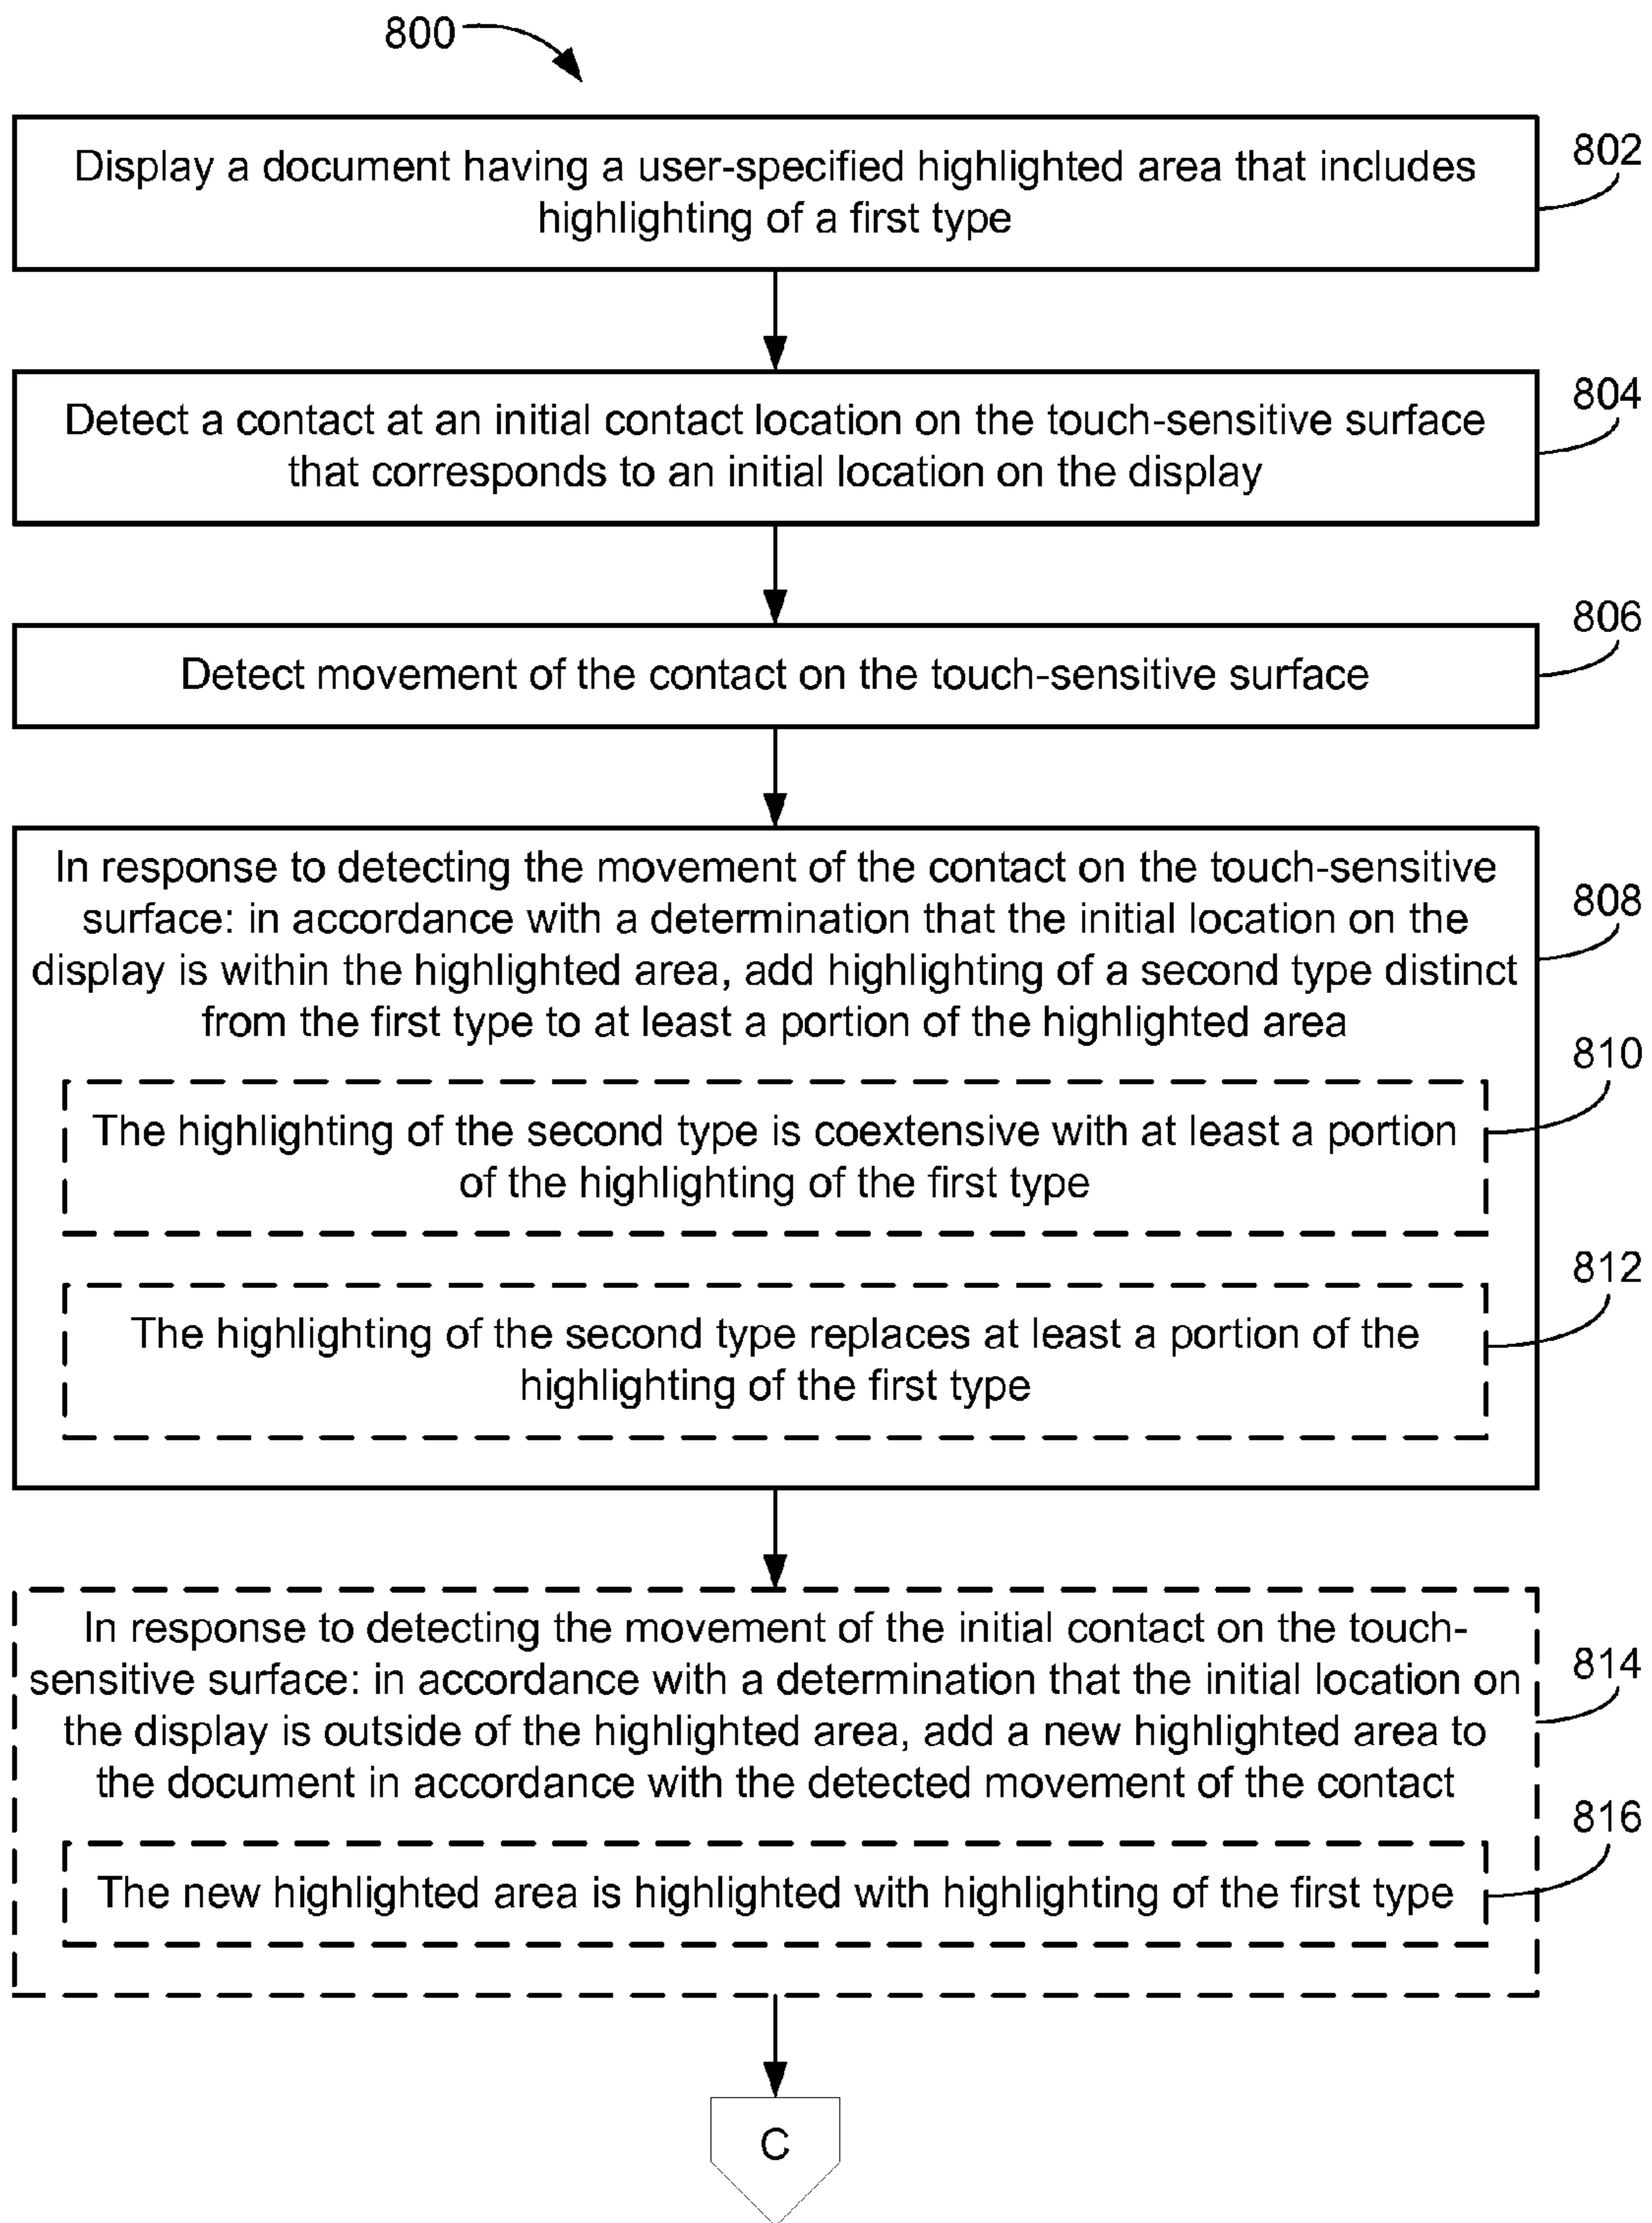 800
Display a document having a user-specified highlighted area that includes
highlighting of a first type
802
Detect a contact at an initial contact location on the touch-sensitive surface
that corresponds to an initial location on the display
804
Detect movement of the contact on the touch-sensitive surface
806
In response to detecting the movement of the contact on the touch-sensitive
surface: in accordance with a determination that the initial location on the
display is within the highlighted area, add highlighting of a second type distinct
from the first type to at least a portion of the highlighted area
808
The highlighting of the second type is coextensive with at least a portion
of the highlighting of the first type
810
The highlighting of the second type replaces at least a portion of the
highlighting of the first type
812
In response to detecting the movement of the initial contact on the touch-
sensitive surface: in accordance with a determination that the initial location on
the display is outside of the highlighted area, add a new highlighted area to
the document in accordance with the detected movement of the contact
814
The new highlighted area is highlighted with highlighting of the first type
816
C